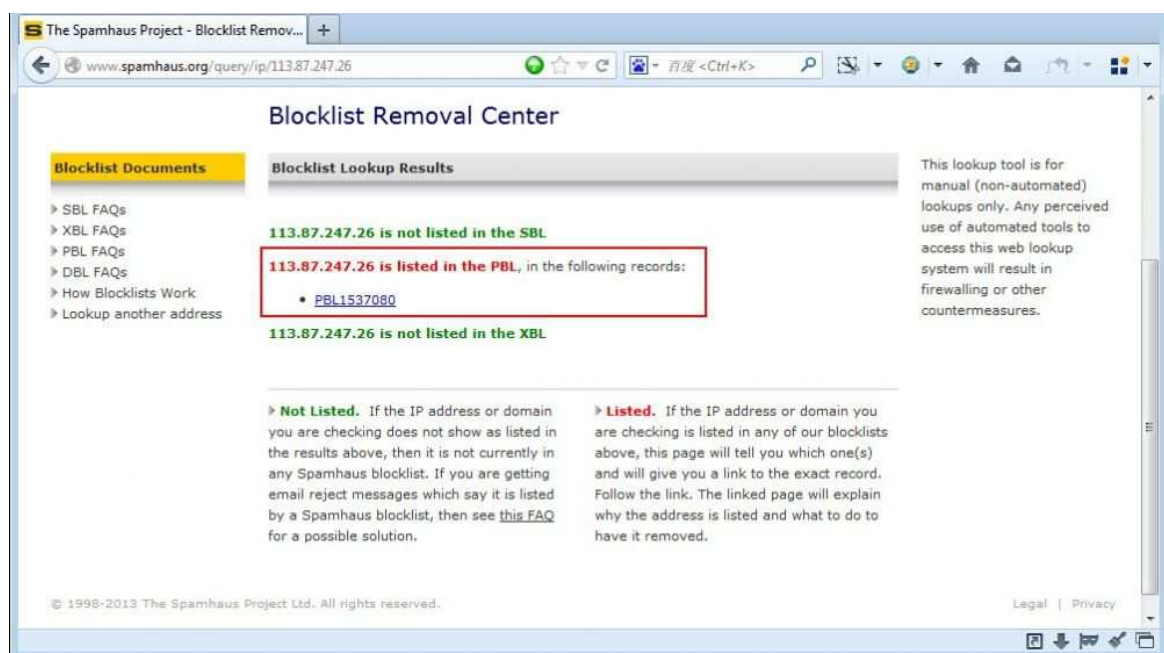 The Spamhaus Project - Blocklist Remov...
www.spamhaus.org/query/ip/113.87.247.26
百度 <Ctrl+K>
Blocklist Removal Center
Blocklist Documents
SBL FAQs
XBL FAQs
PBL FAQs
DBL FAQs
How Blocklists Work
Lookup another address
Blocklist Lookup Results
113.87.247.26 is not listed in the SBL
113.87.247.26 is listed in the PBL, in the following records:
PBL1537080
113.87.247.26 is not listed in the XBL
Not Listed. If the IP address or domain
you are checking does not show as listed in
the results above, then it is not currently in
any Spamhaus blocklist. If you are getting
email reject messages which say it is listed
by a Spamhaus blocklist, then see this FAQ
for a possible solution.
Listed. If the IP address or domain you
are checking is listed in any of our blocklists
above, this page will tell you which one(s)
and will give you a link to the exact record.
Follow the link. The linked page will explain
why the address is listed and what to do to
have it removed.
This lookup tool is for
manual (non-automated)
lookups only. Any perceived
use of automated tools to
access this web lookup
system will result in
firewalling or other
countermeasures.
© 1998-2013 The Spamhaus Project Ltd. All rights reserved.
Legal | Privacy